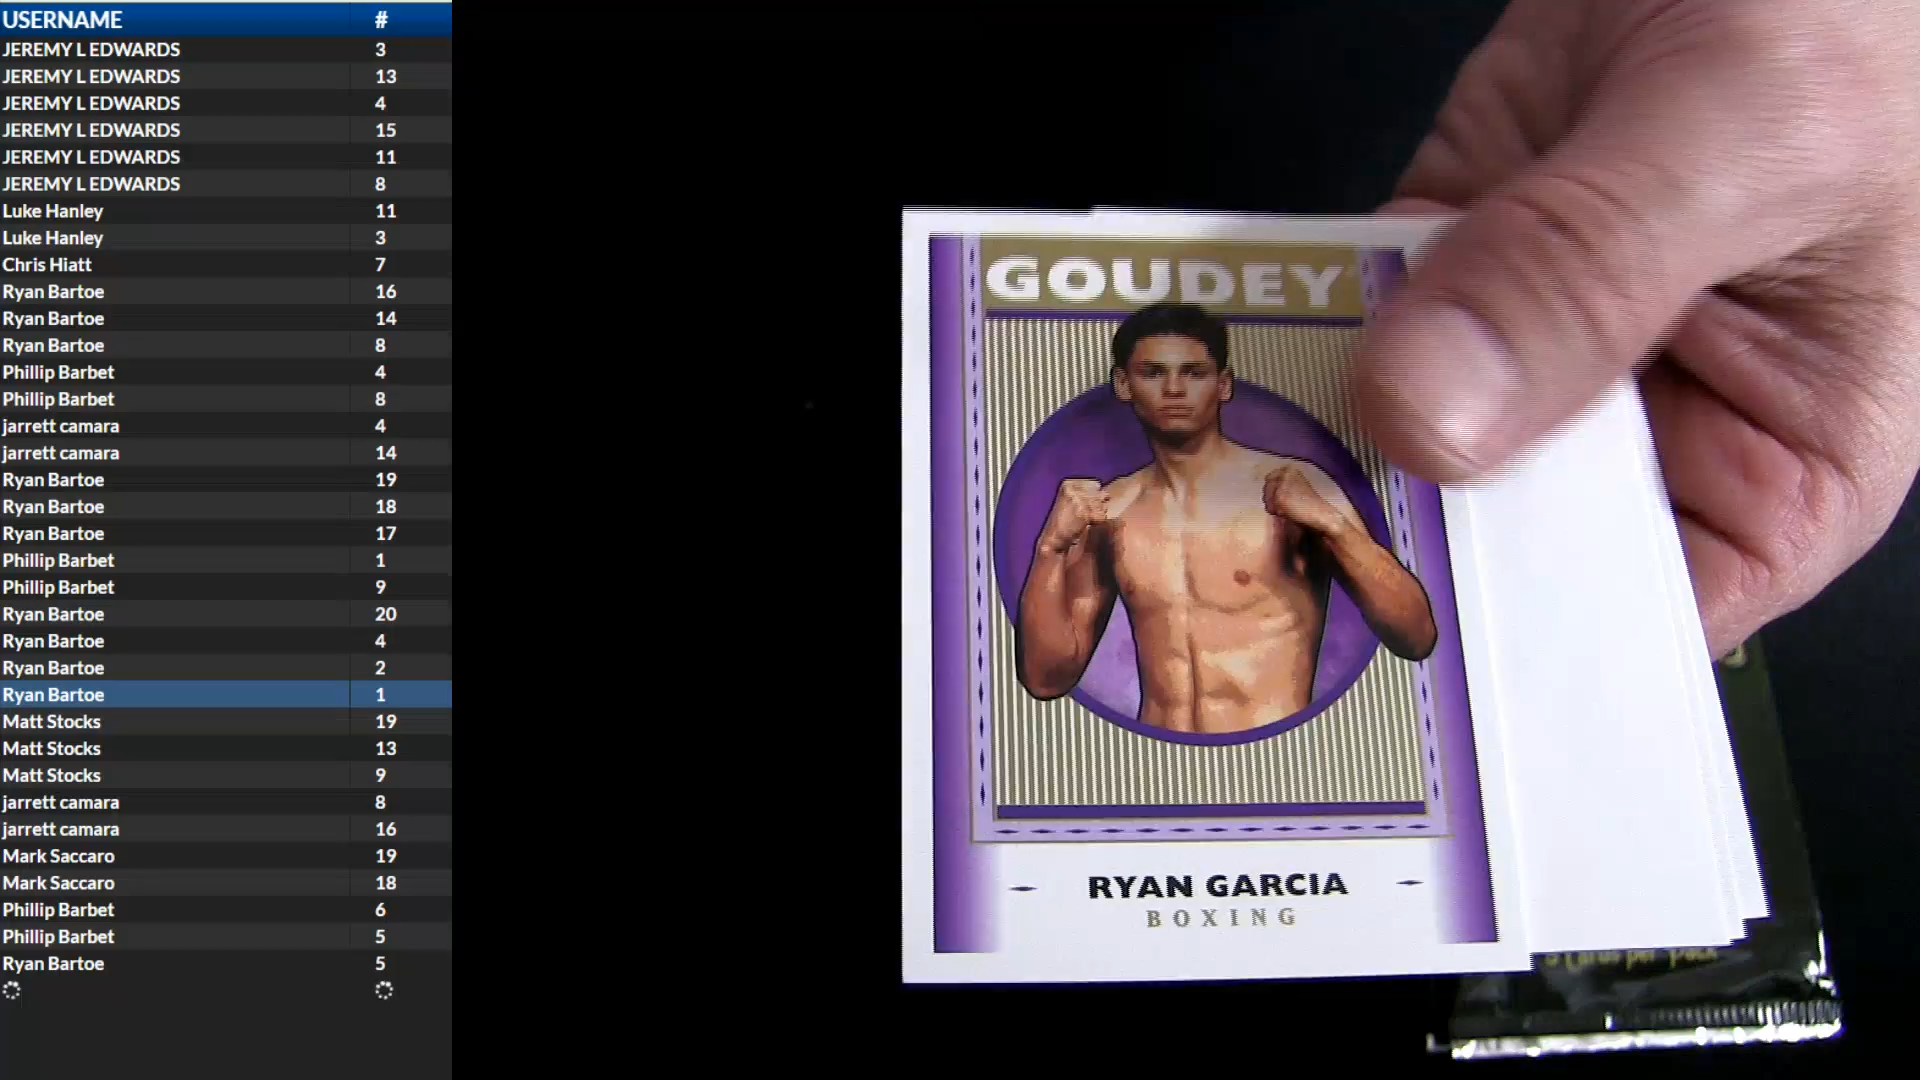 USERNAME #
JEREMY L EDWARDS 3
JEREMY L EDWARDS 13
JEREMY L EDWARDS 4
JEREMY L EDWARDS 15
JEREMY L EDWARDS 11
JEREMY L EDWARDS 8
Luke Hanley 11
Luke Hanley 3
Chris Hiatt 7
Ryan Bartoe 16
Ryan Bartoe 14
Ryan Bartoe 8
Phillip Barbet 4
Phillip Barbet 8
jarrett camara 4
jarrett camara 14
Ryan Bartoe 19
Ryan Bartoe 18
Ryan Bartoe 17
Phillip Barbet 1
Phillip Barbet 9
Ryan Bartoe 20
Ryan Bartoe 4
Ryan Bartoe 2
Ryan Bartoe 1
Matt Stocks 19
Matt Stocks 13
Matt Stocks 9
jarrett camara 8
jarrett camara 16
Mark Saccaro 19
Mark Saccaro 18
Phillip Barbet 6
Phillip Barbet 5
Ryan Bartoe 5
GOUDEY
RYAN GARCIA
BOXING
Cards per Pack